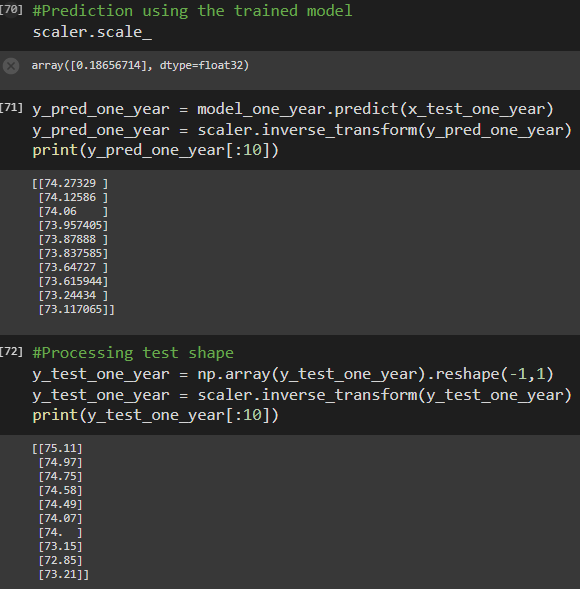 [70] #Prediction using the trained model
scaler.scale_
array([0.18656714], dtype=float32)
[71] y_pred_one_year = model_one_year.predict(x_test_one_year)
y_pred_one_year = scaler.inverse_transform(y_pred_one_year)
print(y_pred_one_year[:10])
[[74.27329 ]
[74.12586 ]
[74.06    ]
[73.957405]
[73.87888 ]
[73.837585]
[73.64727 ]
[73.615944]
[73.24434 ]
[73.117065]]
[72] #Processing test shape
y_test_one_year = np.array(y_test_one_year).reshape(-1,1)
y_test_one_year = scaler.inverse_transform(y_test_one_year)
print(y_test_one_year[:10])
[[75.11]
[74.97]
[74.75]
[74.58]
[74.49]
[74.07]
[74.  ]
[73.15]
[72.85]
[73.21]]